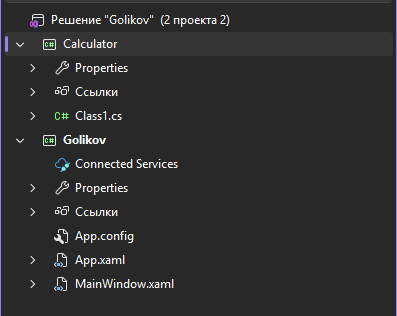 Решение "Golikov" (2 проекта 2)
Calculator
Properties
Ссылки
C# Class1.cs
Golikov
Connected Services
Properties
Ссылки
App.config
App.xaml
MainWindow.xaml